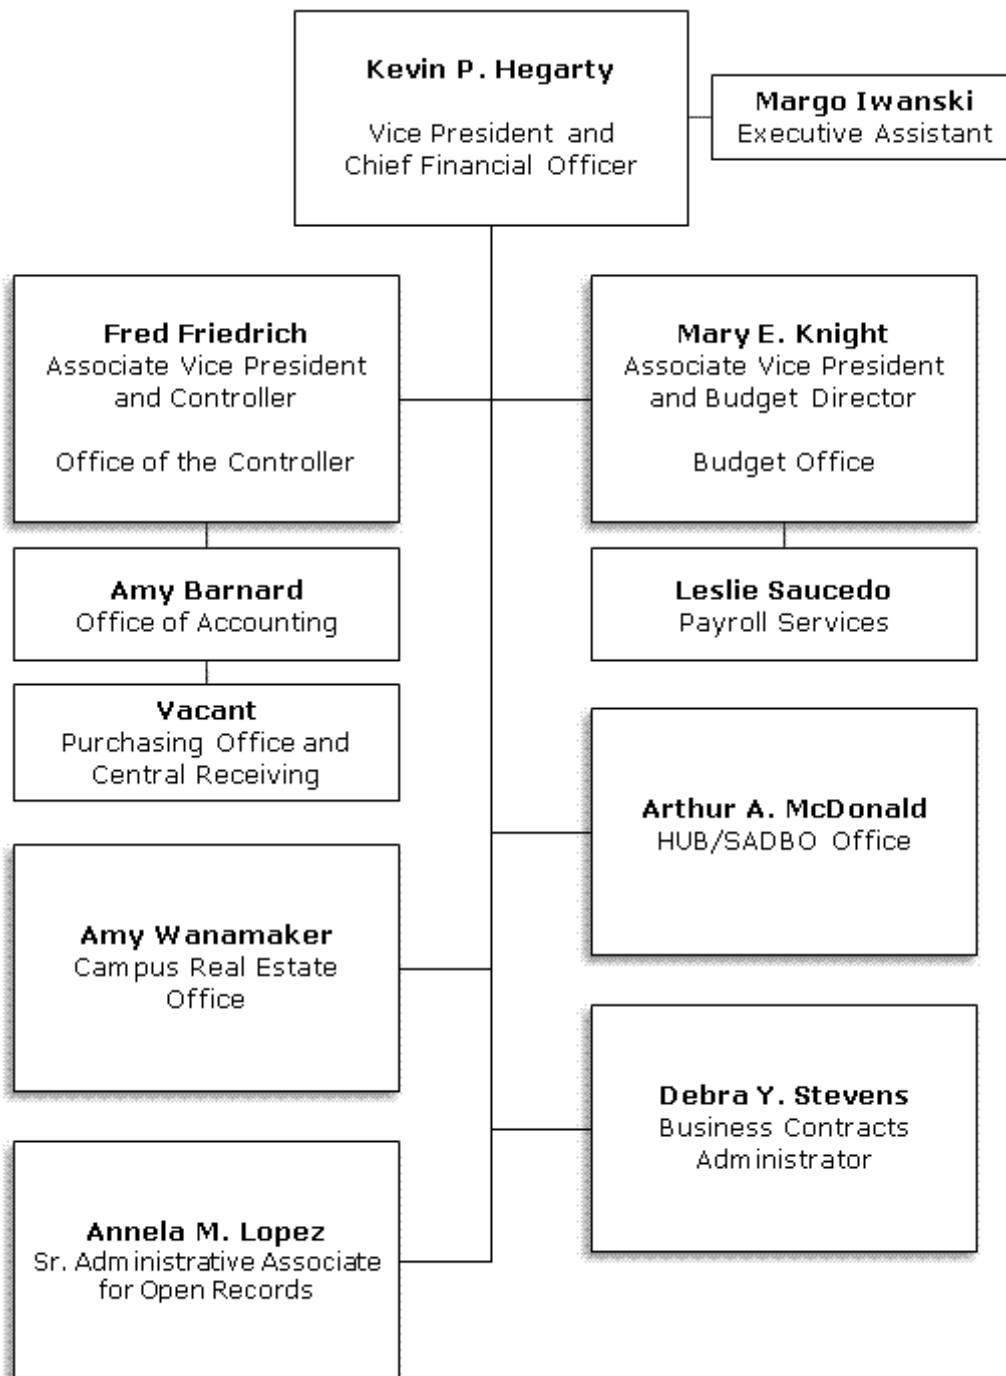 Kevin P. Hegarty
Vice President and
Chief Financial Officer
Margo Iwanski
Executive Assistant
Fred Friedrich
Associate Vice President
and Controller
Office of the Controller
Mary E. Knight
Associate Vice President
and Budget Director
Budget Office
Amy Barnard
Office of Accounting
Leslie Saucedo
Payroll Services
Vacant
Purchasing Office and
Central Receiving
Arthur A. McDonald
HUB/SADBO Office
Amy Wanamaker
Campus Real Estate
Office
Debra Y. Stevens
Business Contracts
Administrator
Annela M. Lopez
Sr. Administrative Associate
for Open Records